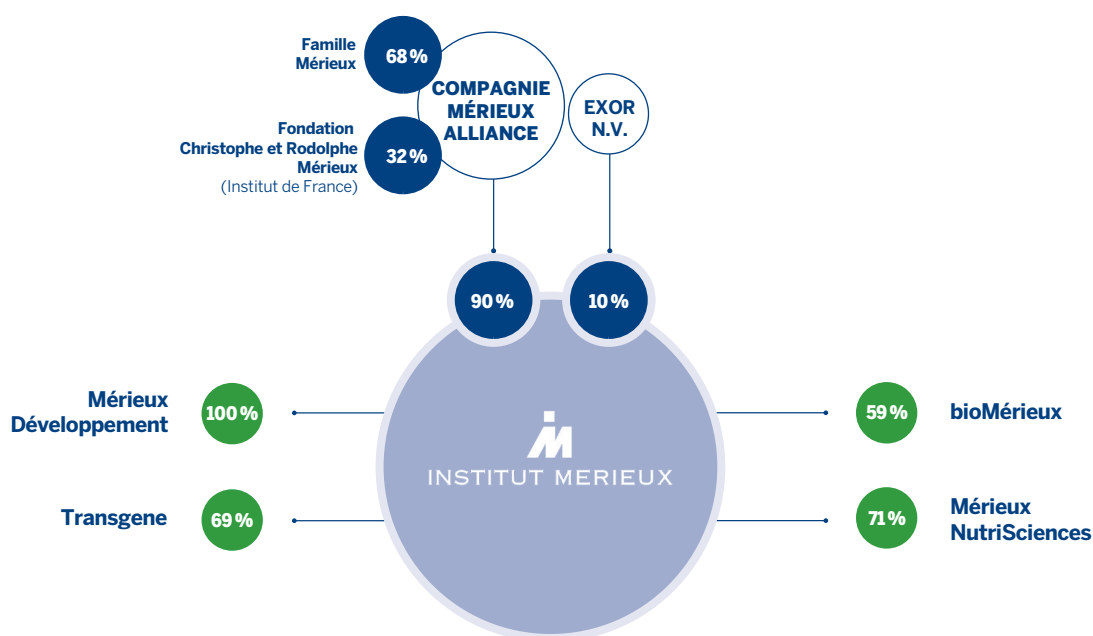 Famille
Mérieux
68 %
COMPAGNIE
MÉRIEUX
ALLIANCE
EXOR
N.V.
Fondation
Christophe et Rodolphe
Mérieux
(Institut de France)
32 %
90 %
10 %
Mérieux
Développement
100 %
59 %
bioMérieux
INSTITUT MERIEUX
Transgene
69 %
71 %
Mérieux
NutriSciences